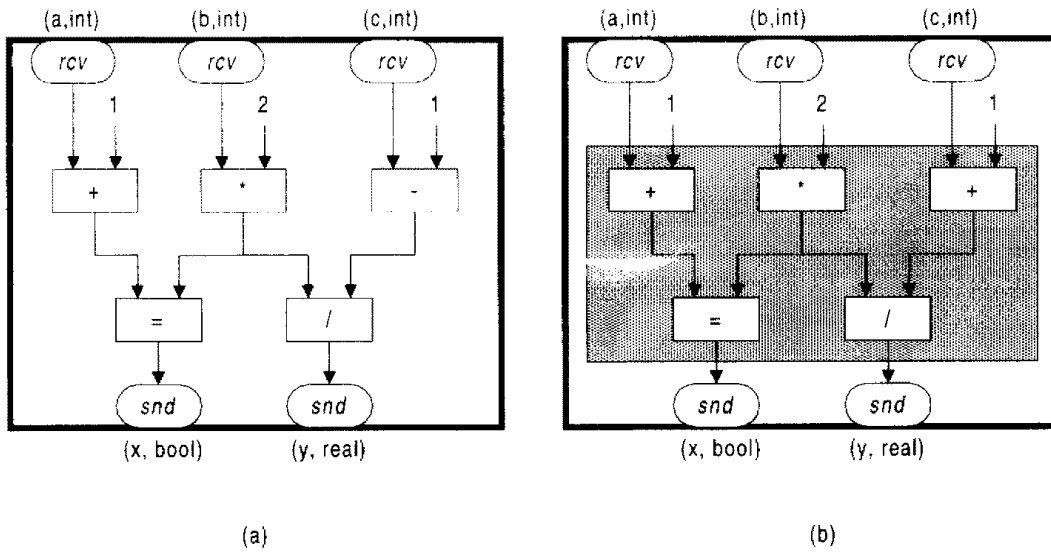 (a,int) (b,int) (c,int)
rcv rcv rcv
1 2 1
+ * -
= /
snd snd
(x, bool) (y, real)
(a)
(a,int) (b,int) (c,int)
rcv rcv rcv
1 2 1
+ * +
= /
snd snd
(x, bool) (y, real)
(b)